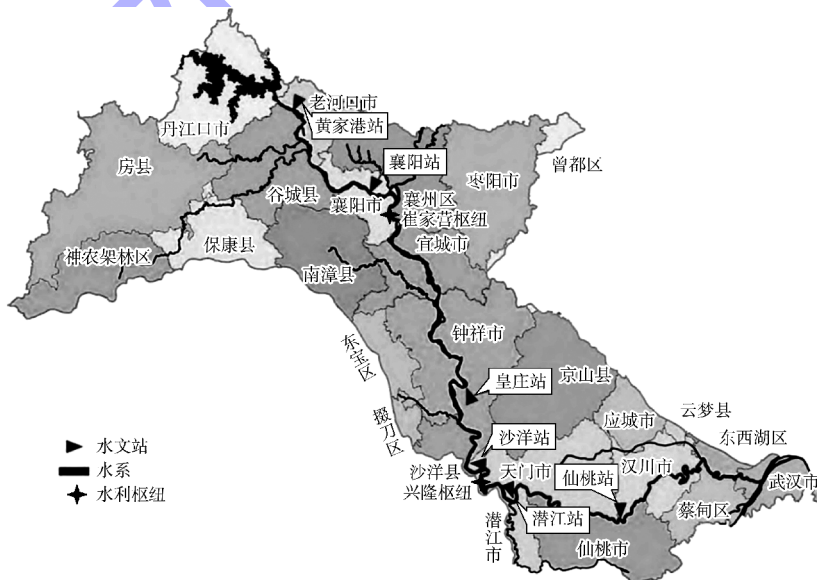 老河口市
黄家港站
丹江口市
襄阳站
曾都区
房县
枣阳市
谷城县
襄阳市
襄州区
崔家营枢纽
宜城市
保康县
神农架林区
南漳县
钟祥市
东宝区
皇庄站
京山县
云梦县
掇刀区
应城市
沙洋站
东西湖区
水文站
水系
水利枢纽
沙洋县
兴隆枢纽
天门市
仙桃站
汉川市
武汉市
潜江站
蔡甸区
潜江市
仙桃市